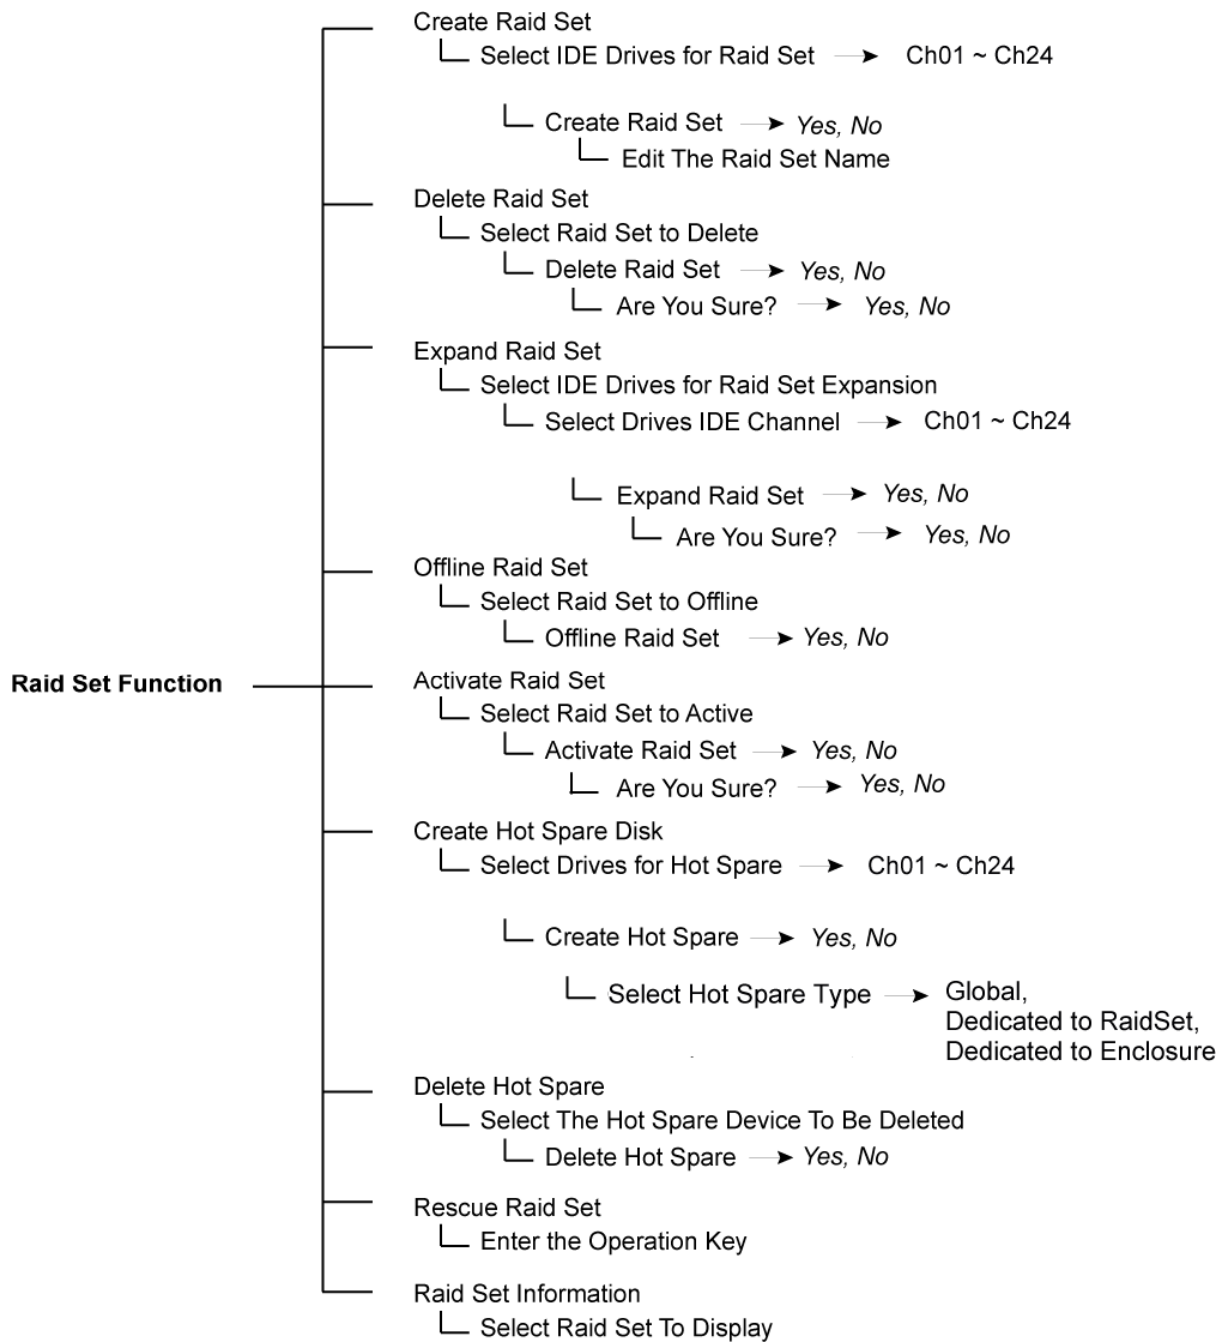 Create Raid Set
Select IDE Drives for Raid Set Ch01 ~ Ch24
Create Raid Set Yes, No
Edit The Raid Set Name
Delete Raid Set
Select Raid Set to Delete
Delete Raid Set Yes, No
Are You Sure? Yes, No
Expand Raid Set
Select IDE Drives for Raid Set Expansion
Select Drives IDE Channel Ch01 ~ Ch24
Expand Raid Set Yes, No
Are You Sure? Yes, No
Offline Raid Set
Select Raid Set to Offline
Offline Raid Set Yes, No
Raid Set Function
Activate Raid Set
Select Raid Set to Active
Activate Raid Set Yes, No
Are You Sure? Yes, No
Create Hot Spare Disk
Select Drives for Hot Spare Ch01 ~ Ch24
Create Hot Spare Yes, No
Select Hot Spare Type Global,
Dedicated to RaidSet,
Dedicated to Enclosure
Delete Hot Spare
Select The Hot Spare Device To Be Deleted
Delete Hot Spare Yes, No
Rescue Raid Set
Enter the Operation Key
Raid Set Information
Select Raid Set To Display